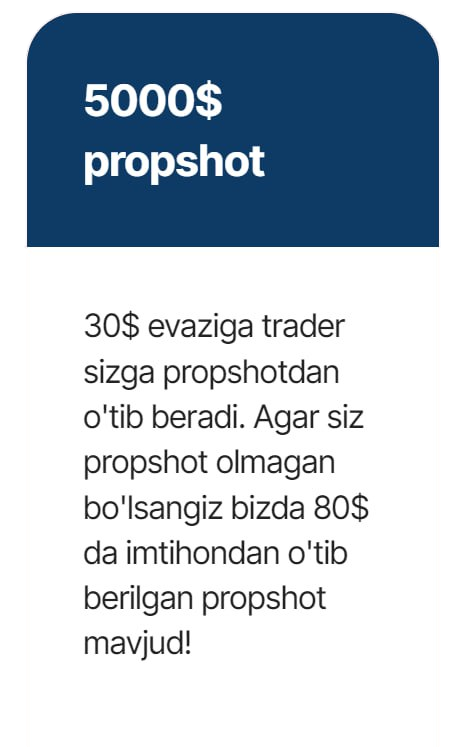 5000$
propshot
30$ evaziga trader
sizga propshotdan
o'tib beradi. Agar siz
propshot olmagan
bo'lsangiz bizda 80$
da imtihondan o'tib
berilgan propshot
mavjud!